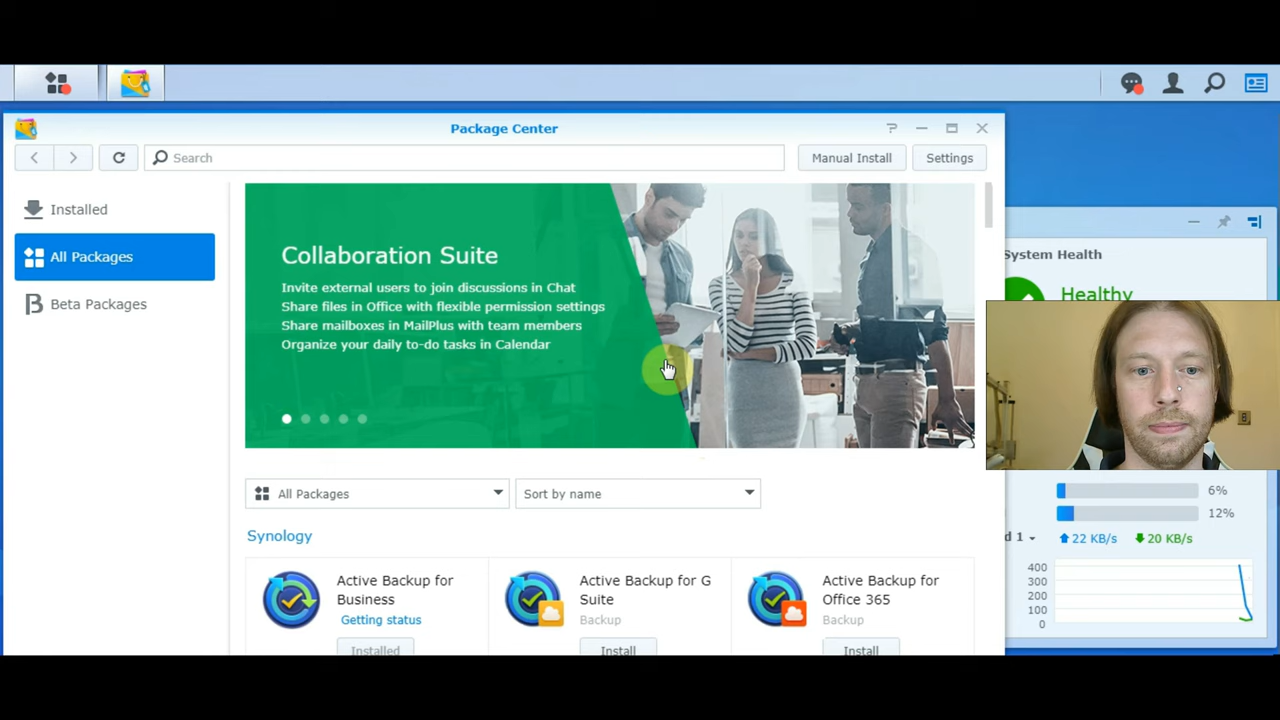 Package Center
Search
Manual Install
Settings
Installed
All Packages
Beta Packages
Collaboration Suite
Invite external users to join discussions in Chat
Share files in Office with flexible permission settings
Share mailboxes in MailPlus with team members
Organize your daily to-do tasks in Calendar
All Packages
Sort by name
Synology
Active Backup for
Business
Getting status
Installed
Active Backup for G
Suite
Backup
Install
Active Backup for
Office 365
Backup
Install
System Health
Healthy
6%
12%
d 1
22 KB/s
20 KB/s
400
300
200
100
0